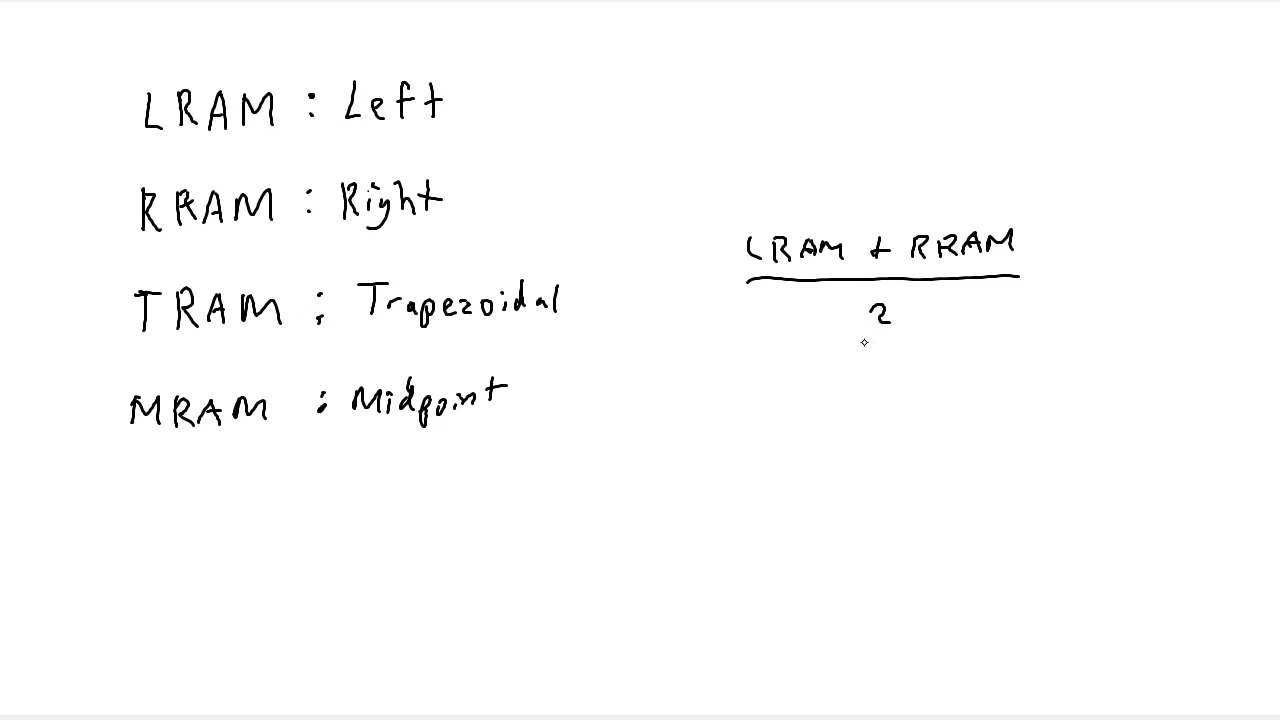 LRAM : Left
RRAM : Right
TRAM : Trapezoidal
MRAM : Midpoint
LRAM + RRAM
2